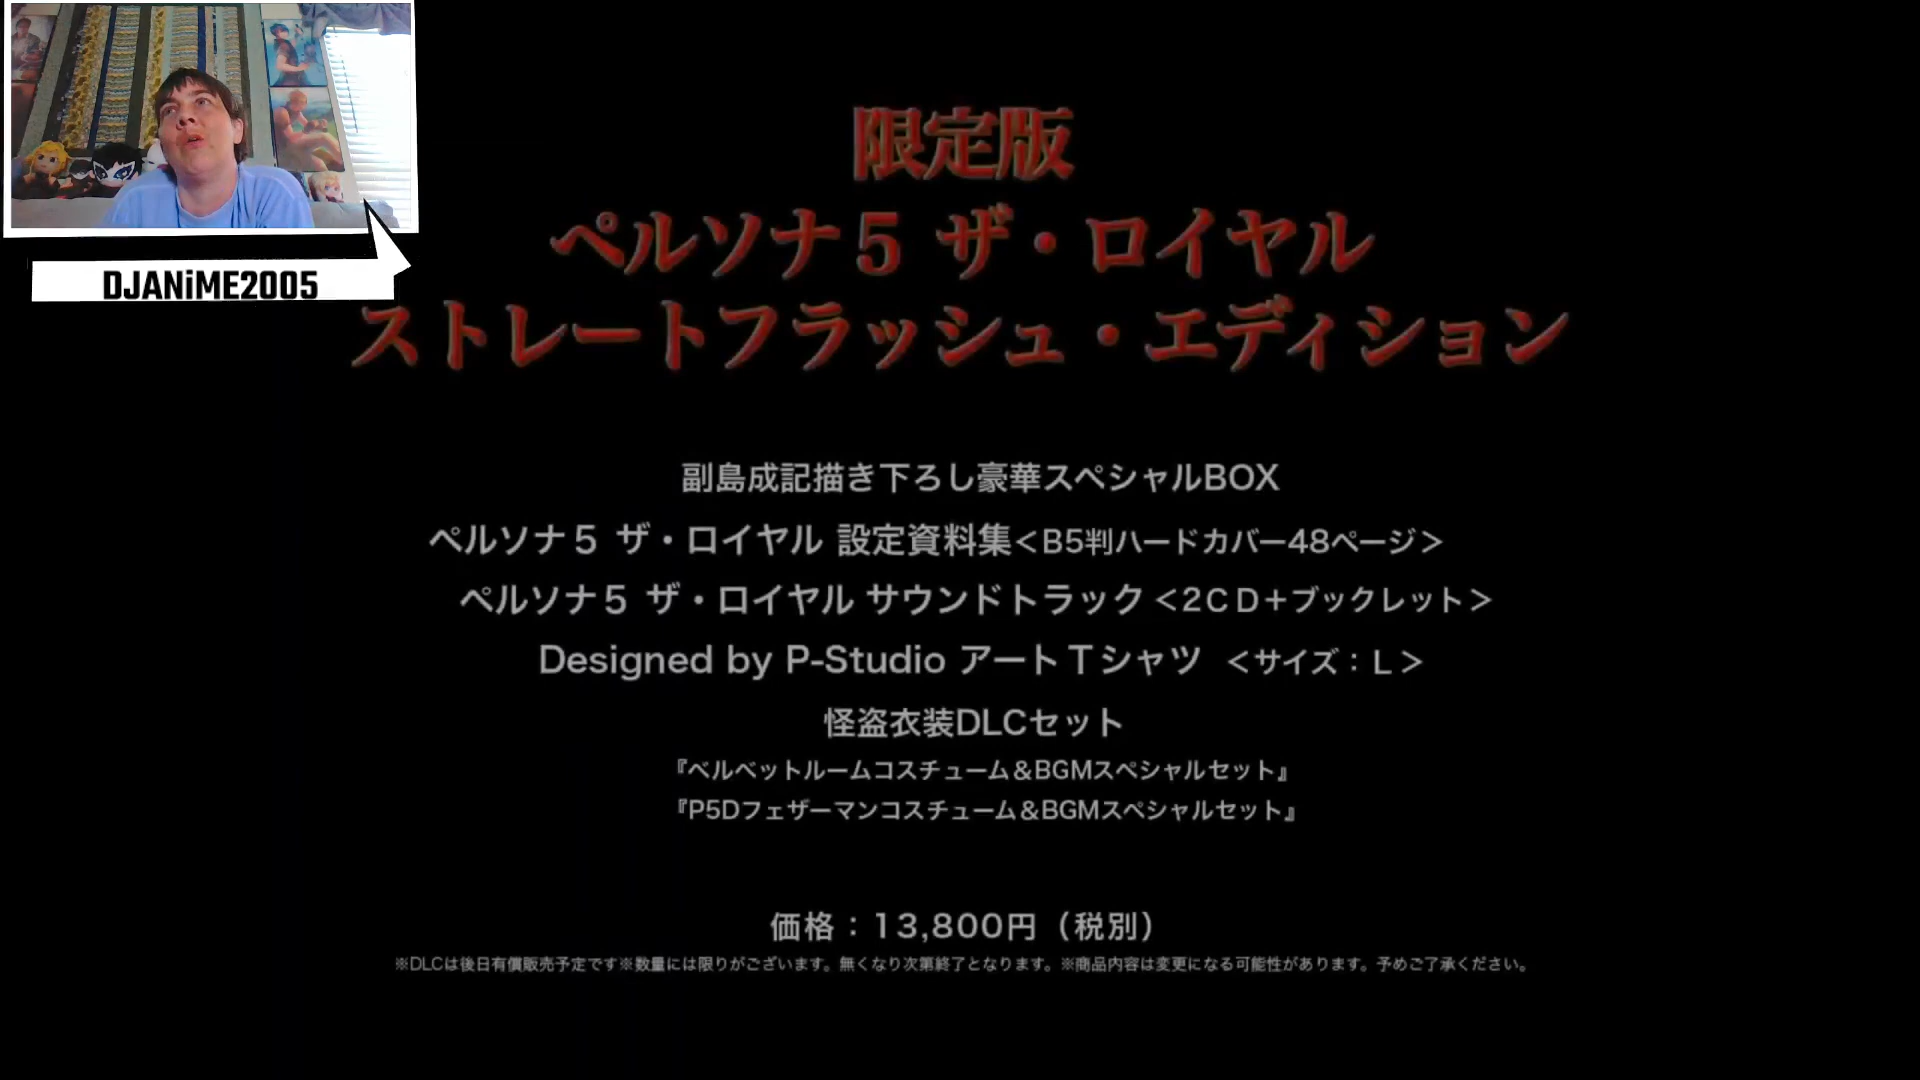 DJANiME2005
限定版
ペルソナ５ ザ・ロイヤル
ストレートフラッシュ・エディション
副島成記描き下ろし豪華スペシャルBOX
ペルソナ５ ザ・ロイヤル 設定資料集＜B5判ハードカバー48ページ＞
ペルソナ５ ザ・ロイヤル サウンドトラック＜2ＣＤ＋ブックレット＞
Designed by P-Studio アートＴシャツ ＜サイズ：Ｌ＞
怪盗衣装DLCセット
『ベルベットルームコスチューム＆BGMスペシャルセット』
『P5Dフェザーマンコスチューム＆BGMスペシャルセット』
価格：13,800円（税別）
※DLCは後日有償販売予定です※数量には限りがございます。無くなり次第終了となります。※商品内容は変更になる可能性があります。予めご了承ください。